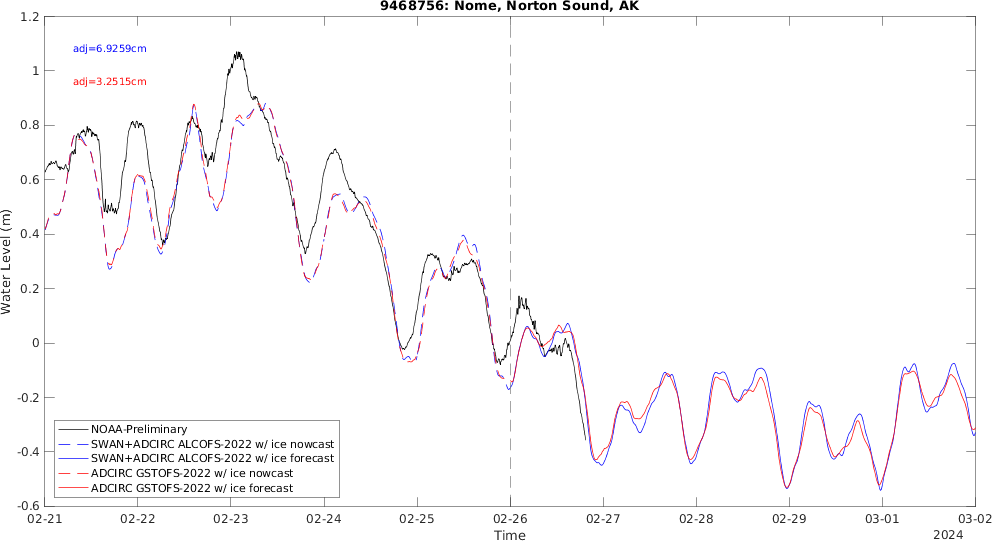 9468756: Nome, Norton Sound, AK
1.2
adj=6.9259cm
1
adj=3.2515cm
0.8
0.6
0.4
0.2
0
-0.2
-0.4
-0.6
Water Level (m)
NOAA-Preliminary
SWAN+ADCIRC ALCOFS-2022 w/ ice nowcast
SWAN+ADCIRC ALCOFS-2022 w/ ice forecast
ADCIRC GSTOFS-2022 w/ ice nowcast
ADCIRC GSTOFS-2022 w/ ice forecast
02-21 02-22 02-23 02-24 02-25 02-26 02-27 02-28 02-29 03-01 03-02
Time
2024